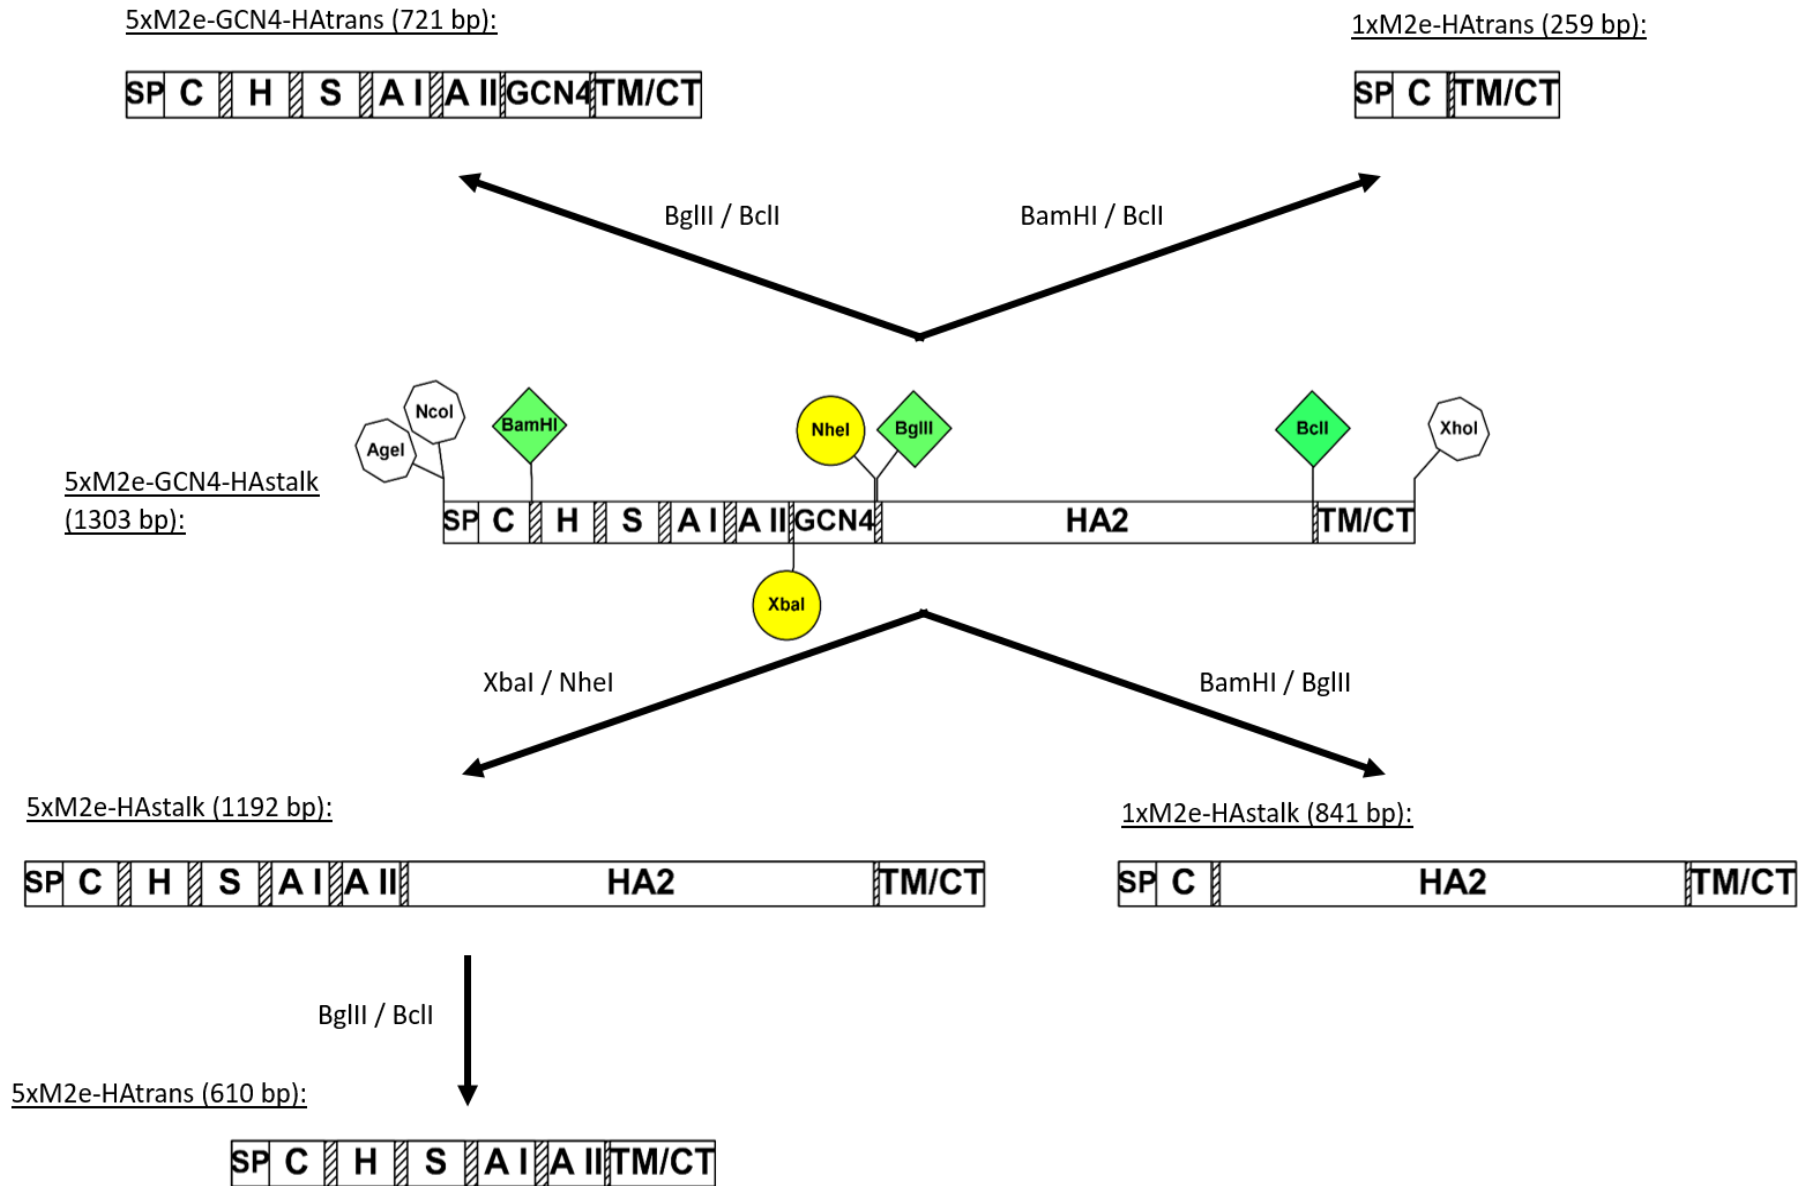 5xM2e-GCN4-HAtrans (721 bp):
1xM2e-HAtrans (259 bp):
SP C H S A I A II GCN4 TM/CT
SP C TM/CT
BglII / BclI
BamHI / BclI
AgeI
NcoI
BamHI
NheI
BglII
BclI
XhoI
5xM2e-GCN4-HAstalk
(1303 bp):
SP C H S A I A II GCN4 HA2 TM/CT
XbaI
XbaI / NheI
BamHI / BglII
5xM2e-HAstalk (1192 bp):
1xM2e-HAstalk (841 bp):
SP C H S A I A II HA2 TM/CT
SP C HA2 TM/CT
BglII / BclI
5xM2e-HAtrans (610 bp):
SP C H S A I A II TM/CT